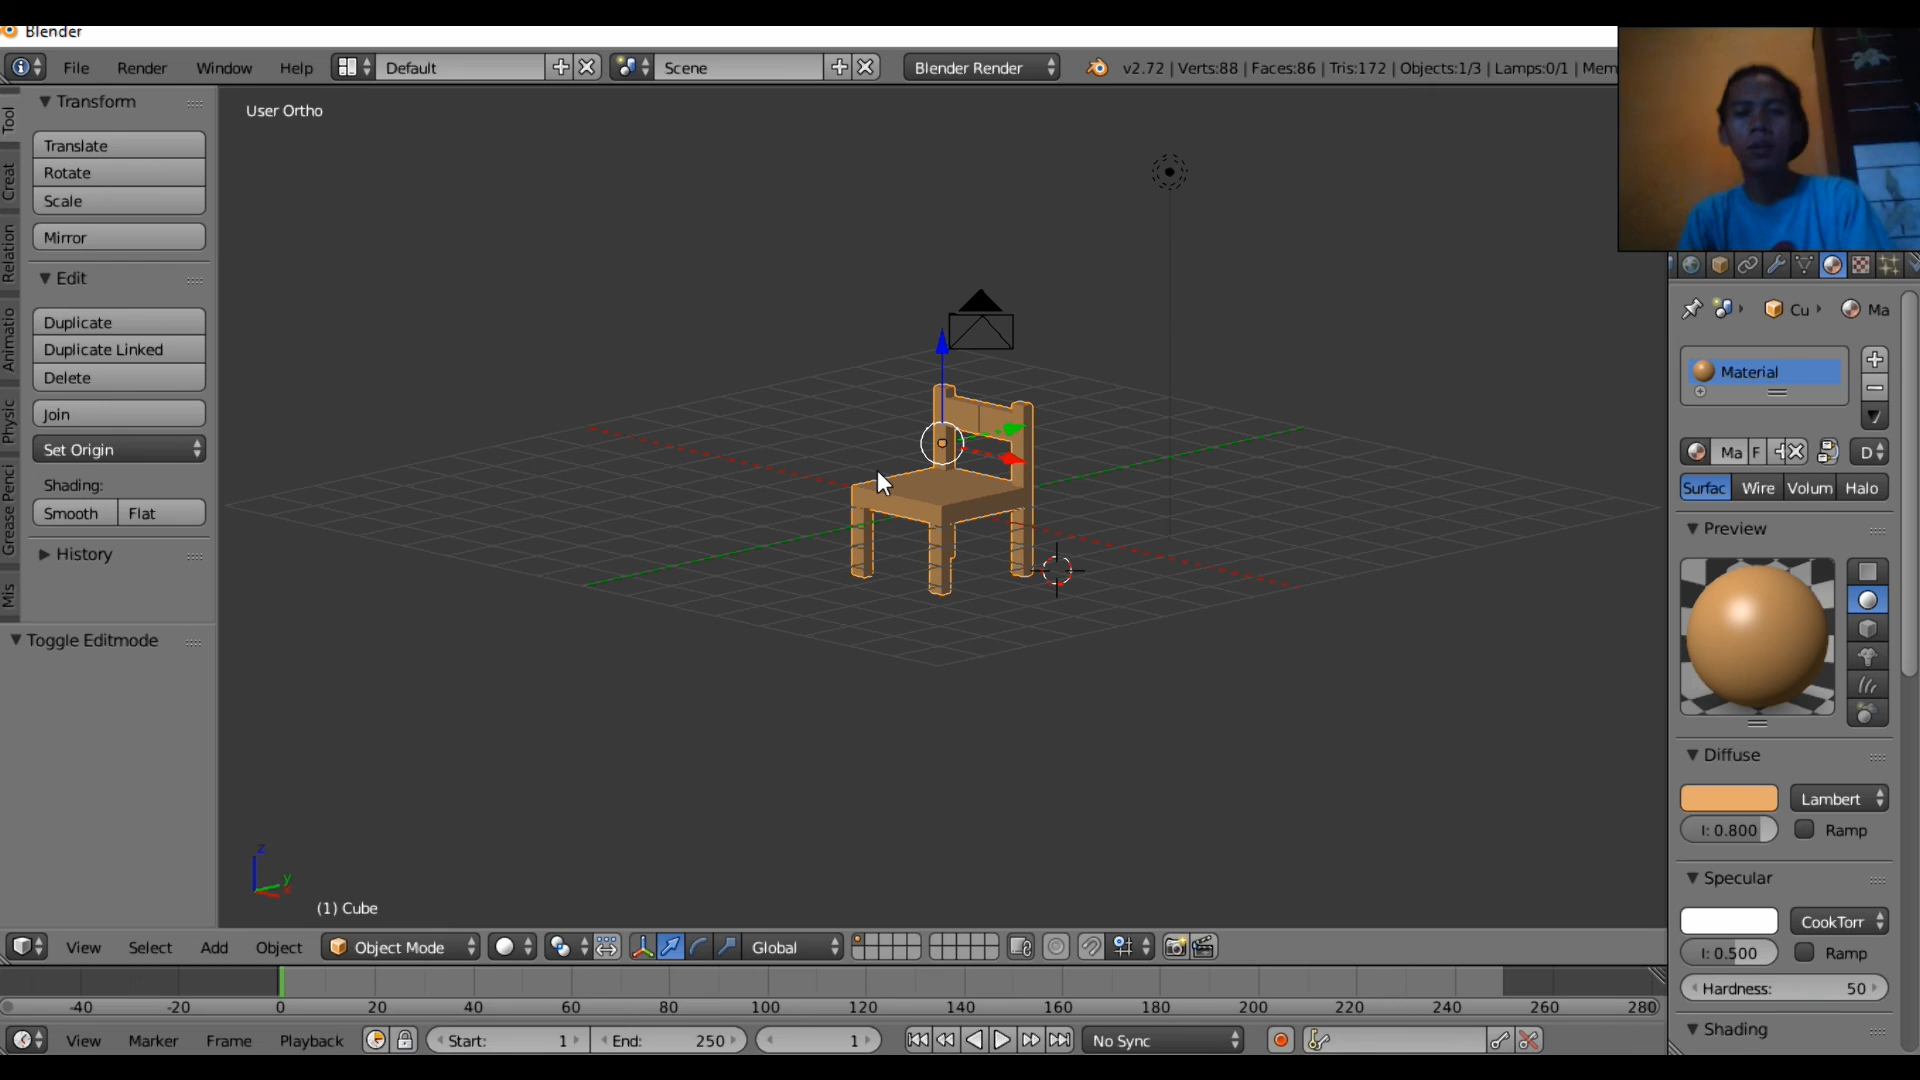 Blender
File Render Window Help Default Scene Blender Render v2.72 | Verts:88 | Faces:86 | Tris:172 | Objects:1/3 | Lamps:0/1 | Mem
Tool
Creat
Relation
Animatio
Physic
Grease Penci
Mis
Transform
Translate
Rotate
Scale
Mirror
Edit
Duplicate
Duplicate Linked
Delete
Join
Set Origin
Shading:
Smooth Flat
History
Toggle Editmode
User Ortho
z
y
x
(1) Cube
Cu Ma
Material
Ma F D
Surfac Wire Volum Halo
Preview
Diffuse
Lambert
I: 0.800 Ramp
Specular
CookTorr
I: 0.500 Ramp
Hardness: 50
Shading
View Select Add Object Object Mode Global
-40 -20 0 20 40 60 80 100 120 140 160 180 200 220 240 260 280
View Marker Frame Playback Start: 1 End: 250 1 No Sync